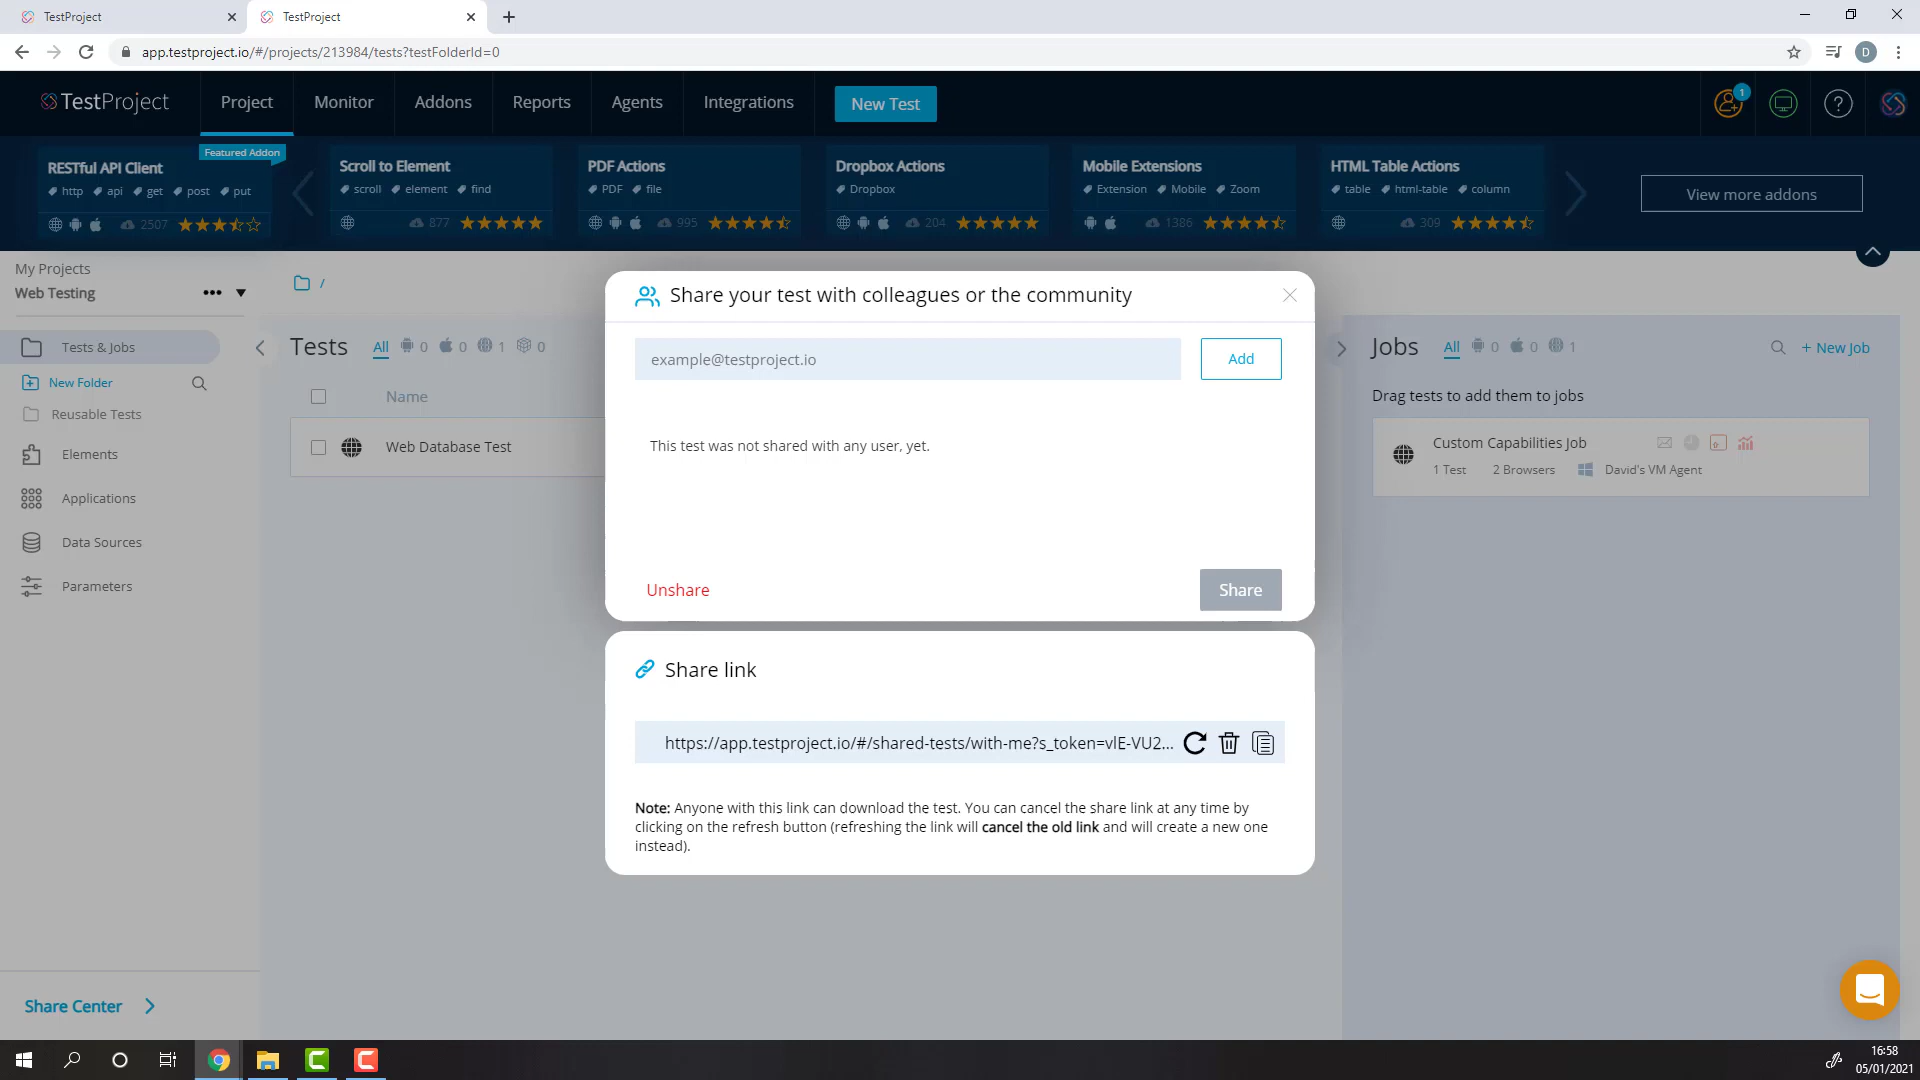 TestProject
TestProject
app.testproject.io/#/projects/213984/tests?testFolderId=0
D
TestProject
Project
Monitor
Addons
Reports
Agents
Integrations
New Test
1
Featured Addon
RESTful API Client
http api get post put
2507
Scroll to Element
scroll element find
877
PDF Actions
PDF file
995
Dropbox Actions
Dropbox
204
Mobile Extensions
Extension Mobile Zoom
1386
HTML Table Actions
table html-table column
309
View more addons
My Projects
Web Testing
Tests & Jobs
New Folder
Reusable Tests
Elements
Applications
Data Sources
Parameters
Share Center
/
Tests All 0 0 1 0
Name
Web Database Test
Share your test with colleagues or the community
example@testproject.io
Add
This test was not shared with any user, yet.
Unshare
Share
Share link
https://app.testproject.io/#/shared-tests/with-me?s_token=vlE-VU2...
Note: Anyone with this link can download the test. You can cancel the share link at any time by
clicking on the refresh button (refreshing the link will cancel the old link and will create a new one
instead).
Jobs All 0 0 1
+ New Job
Drag tests to add them to jobs
Custom Capabilities Job
1 Test 2 Browsers David's VM Agent
16:58
05/01/2021